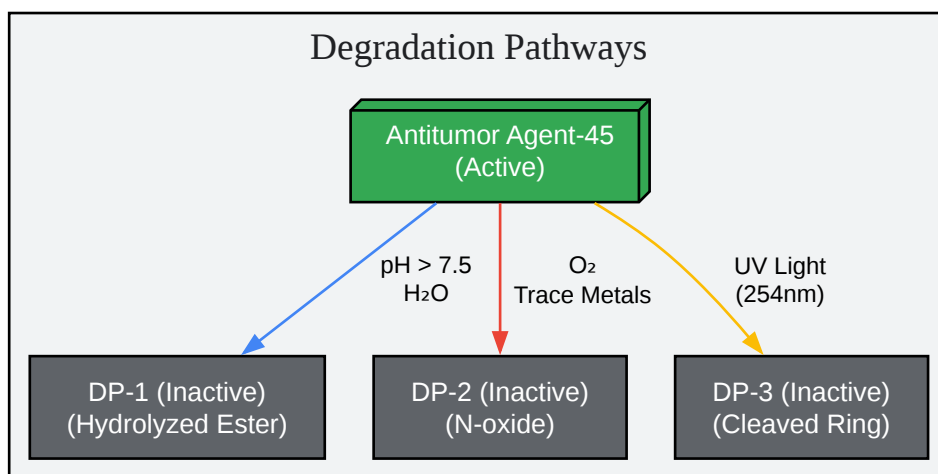 Degradation Pathways
Antitumor Agent-45
(Active)
pH > 7.5
H₂O
O₂
Trace Metals
UV Light
(254nm)
DP-1 (Inactive)
(Hydrolyzed Ester)
DP-2 (Inactive)
(N-oxide)
DP-3 (Inactive)
(Cleaved Ring)